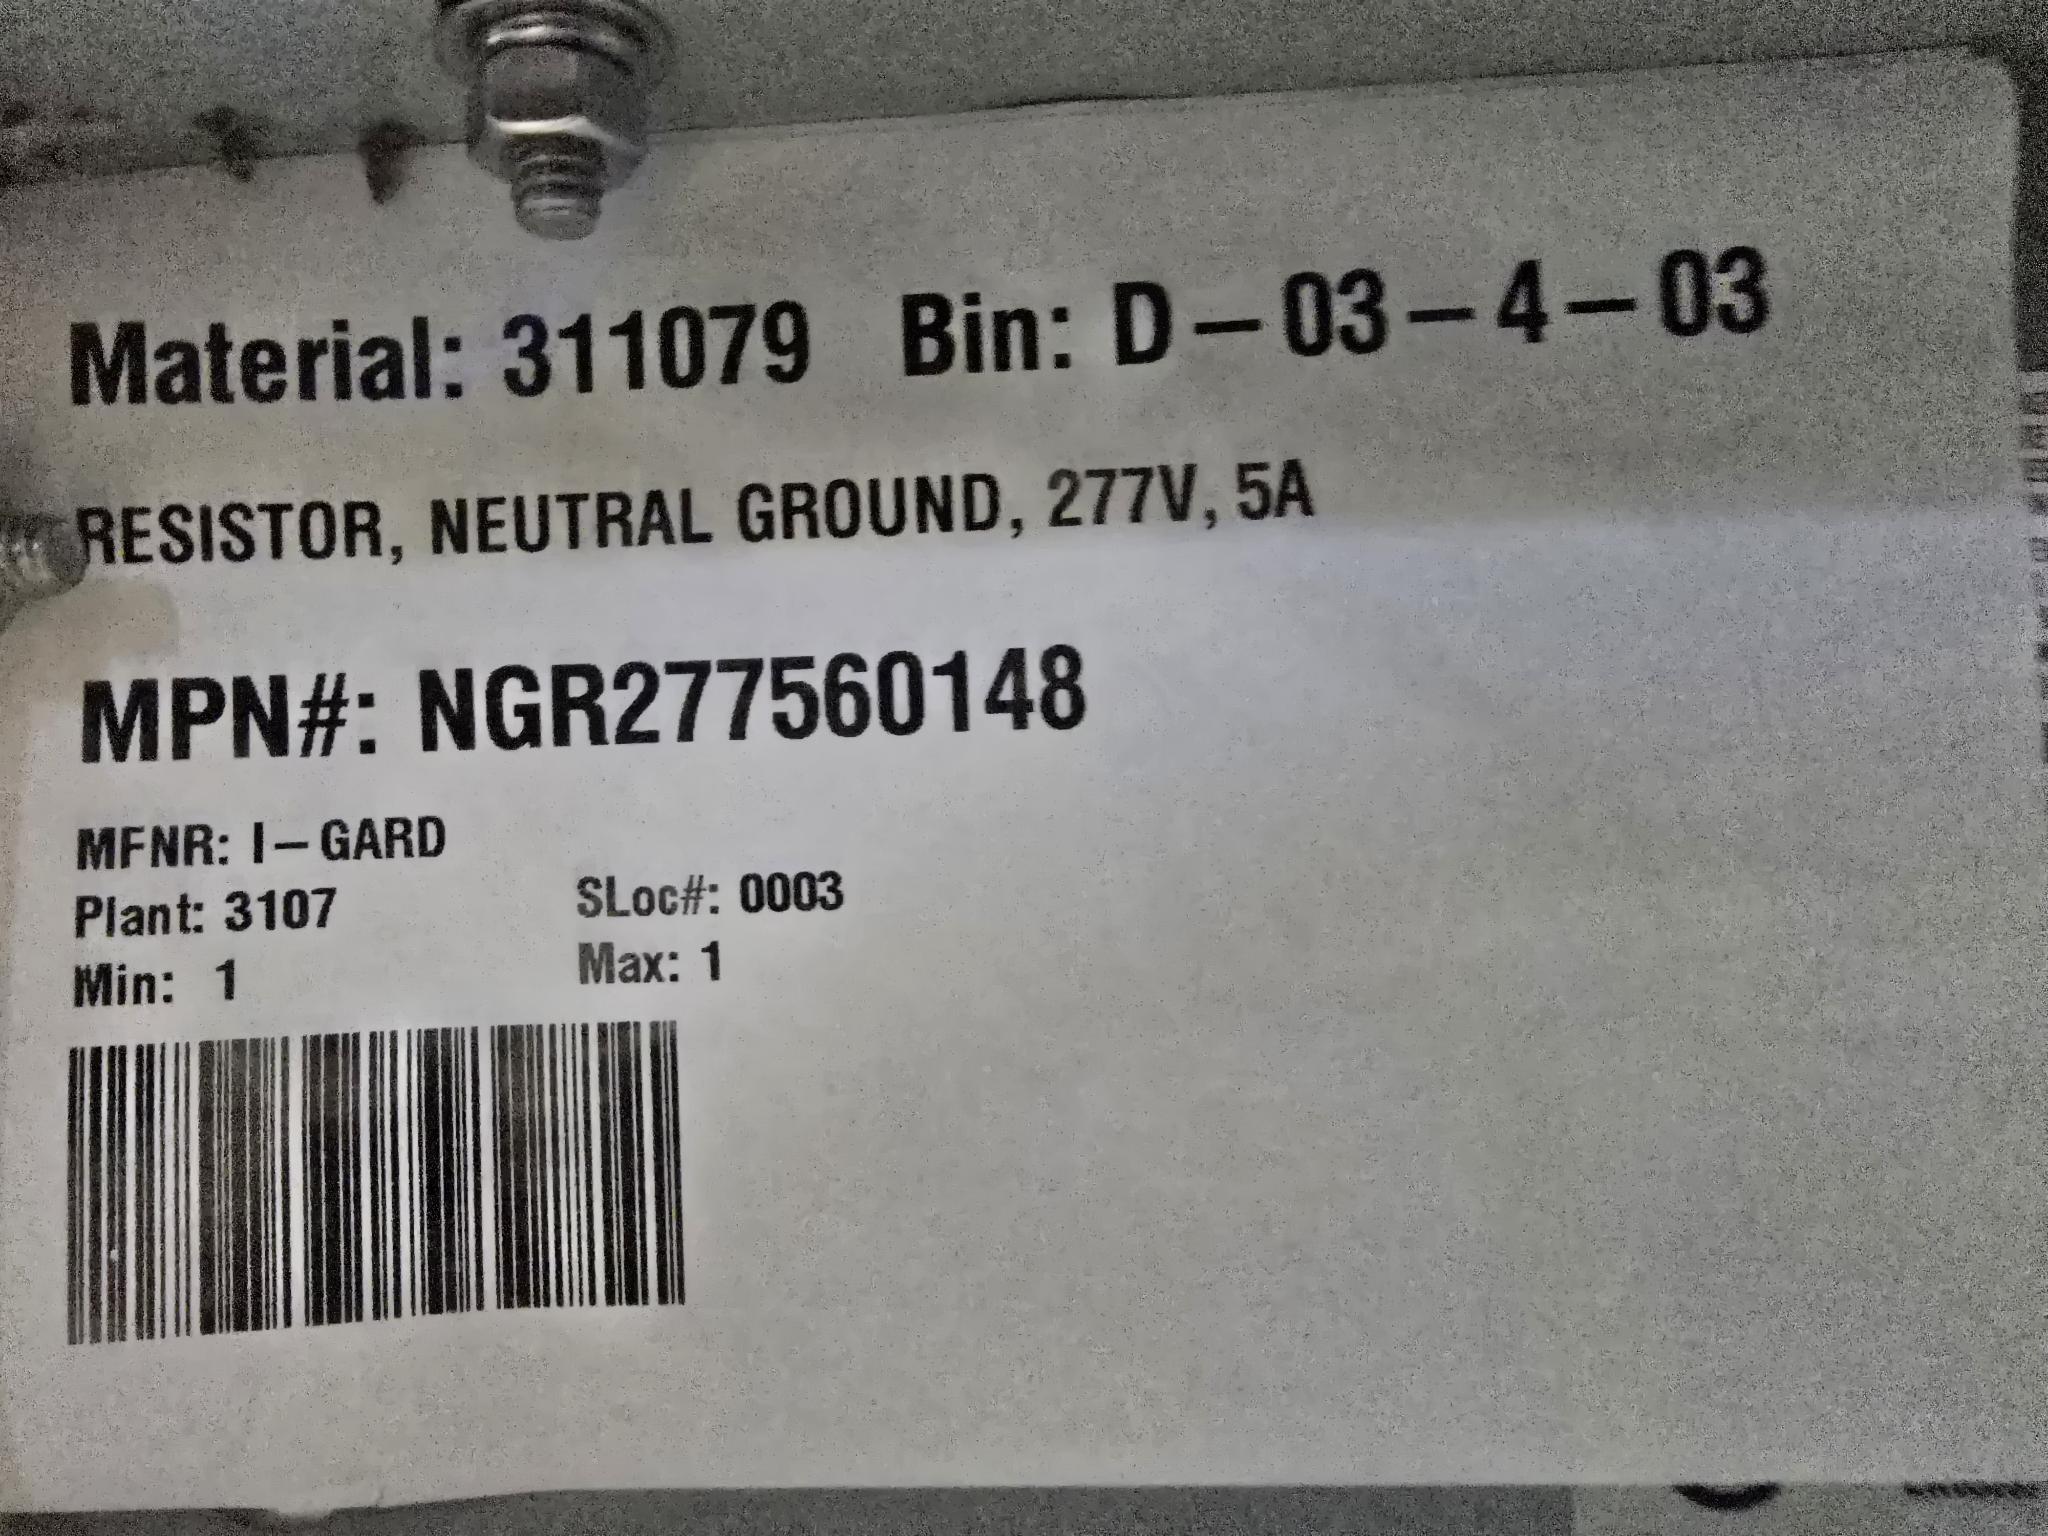 Material: 311079 Bin: D-03-4-03
RESISTOR, NEUTRAL GROUND, 277V, 5A
MPN#: NGR277560148
MFNR: I-GARD
Plant: 3107 SLoc#: 0003
Min: 1 Max: 1